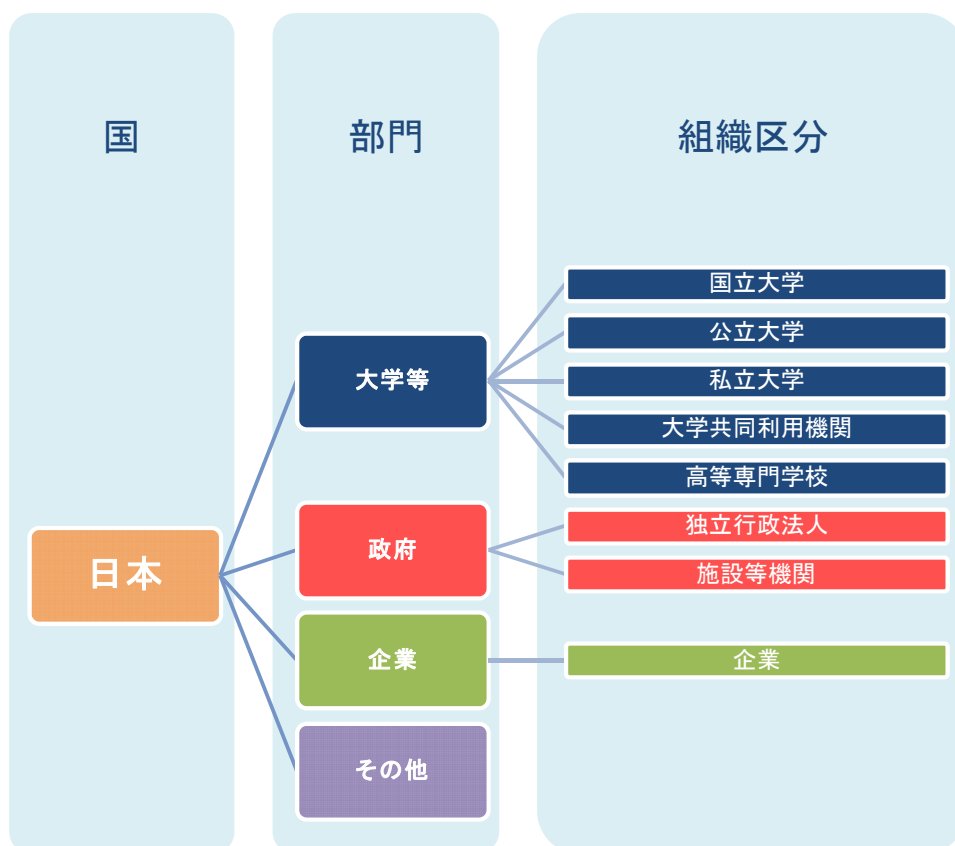 国
部門
組織区分
日本
大学等
国立大学
公立大学
私立大学
大学共同利用機関
高等専門学校
政府
独立行政法人
施設等機関
企業
企業
その他